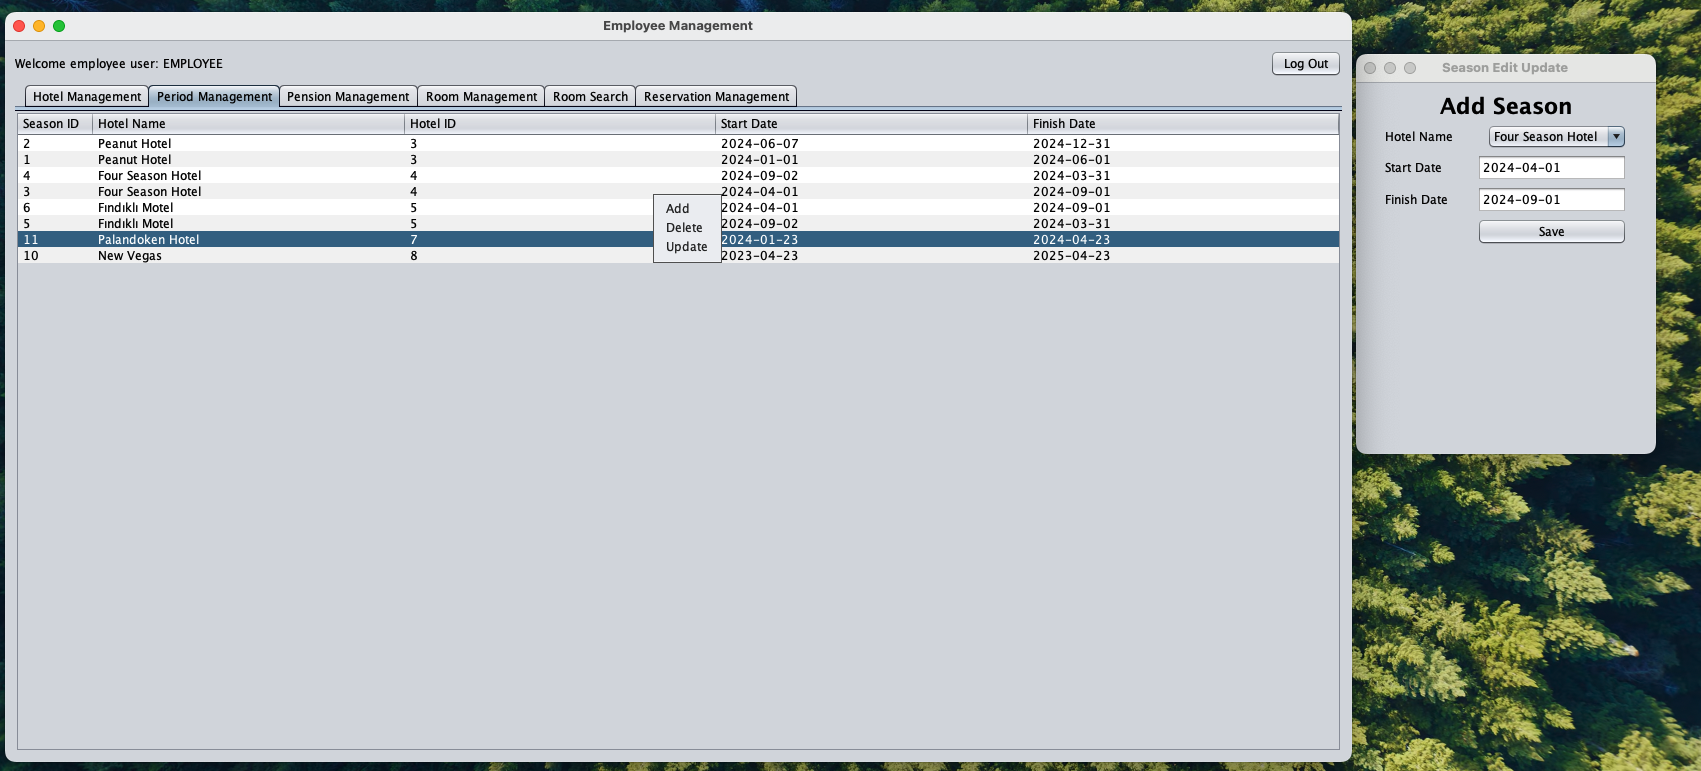 Employee Management
Welcome employee user: EMPLOYEE
Log Out
Hotel Management Period Management Pension Management Room Management Room Search Reservation Management
Season ID Hotel Name Hotel ID Start Date Finish Date
2 Peanut Hotel 3 2024-06-07 2024-12-31
1 Peanut Hotel 3 2024-01-01 2024-06-01
4 Four Season Hotel 4 2024-09-02 2024-03-31
3 Four Season Hotel 4 2024-04-01 2024-09-01
6 Fındıklı Motel 5 2024-04-01 2024-09-01
5 Fındıklı Motel 5 2024-09-02 2024-03-31
11 Palandoken Hotel 7 2024-01-23 2024-04-23
10 New Vegas 8 2023-04-23 2025-04-23
Add
Delete
Update
Season Edit Update
Add Season
Hotel Name Four Season Hotel
Start Date 2024-04-01
Finish Date 2024-09-01
Save